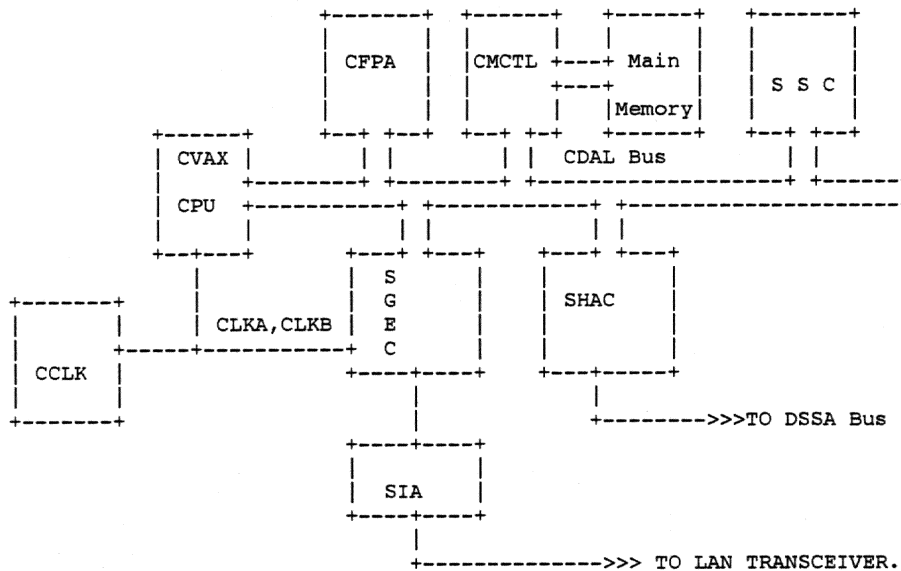 CFPA
CMCTL
Main
Memory
S S C
CVAX
CPU
CDAL Bus
S
G
E
C
SHAC
CLKA,CLKB
CCLK
>>>TO DSSA Bus
SIA
>>> TO LAN TRANSCEIVER.